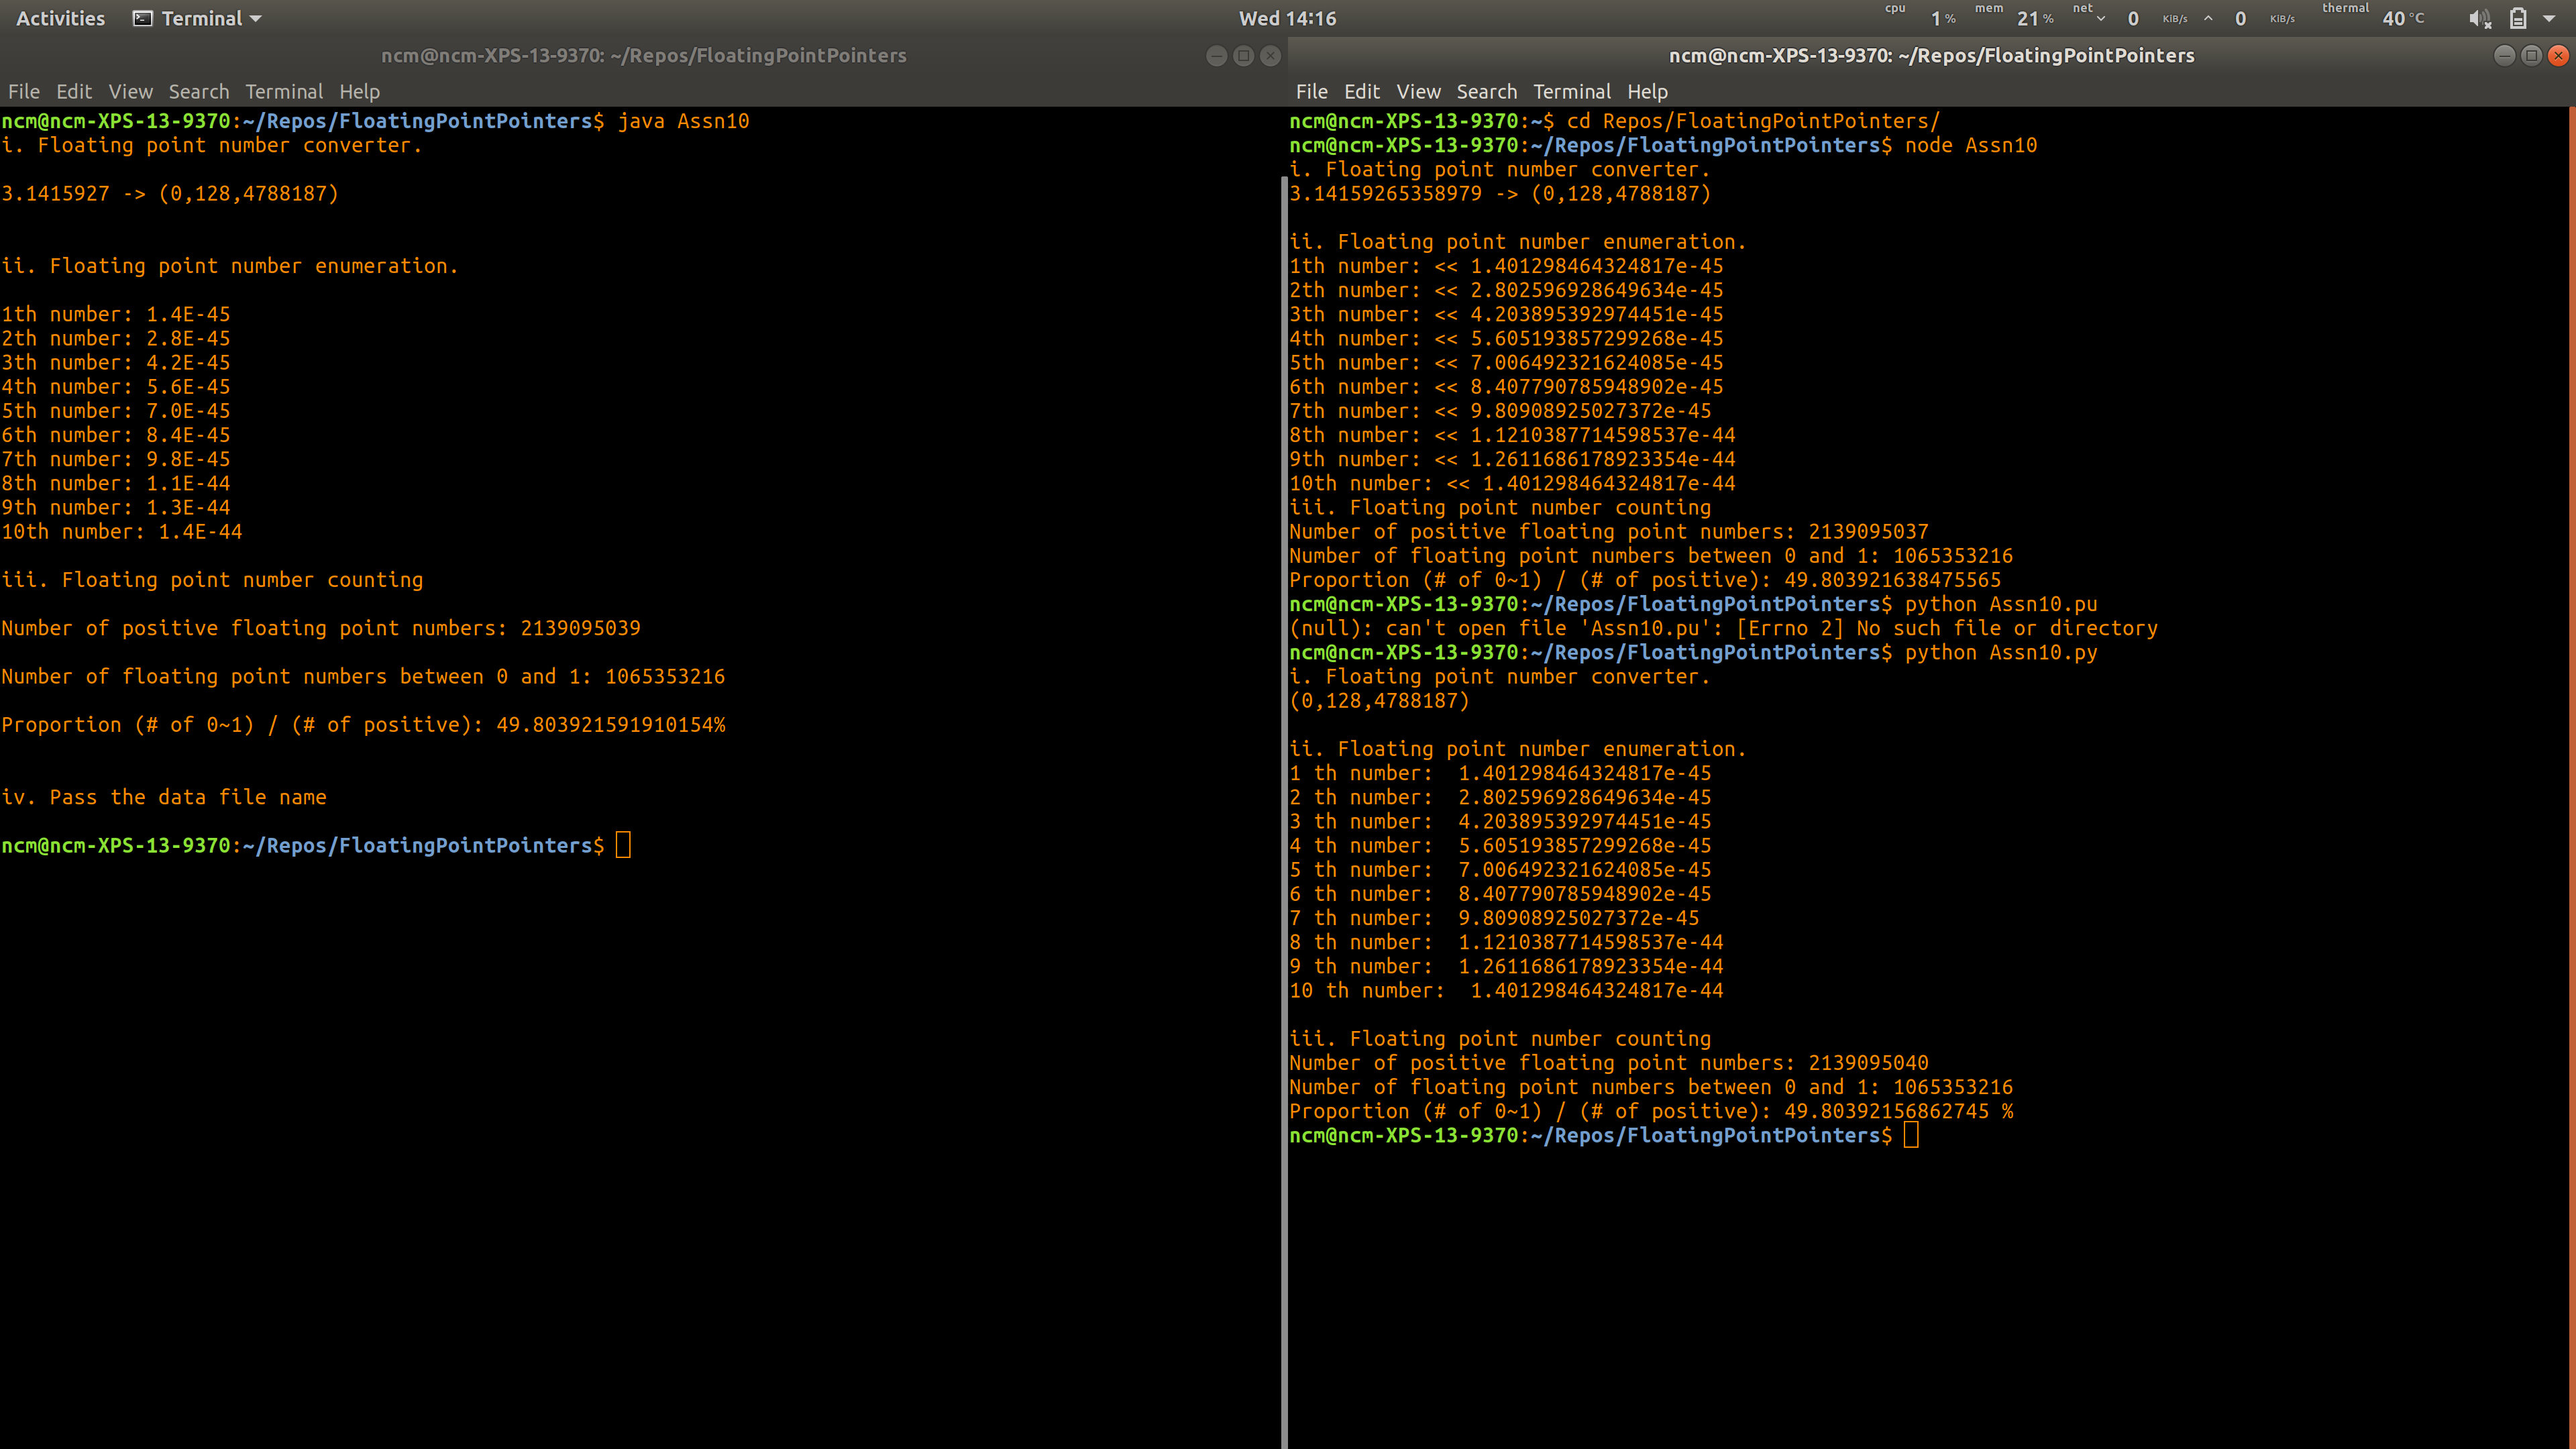 Activities Terminal Wed 14:16 cpu 1% mem 21% net 0 KiB/s 0 KiB/s thermal 40°C
ncm@ncm-XPS-13-9370: ~/Repos/FloatingPointPointers
File Edit View Search Terminal Help
ncm@ncm-XPS-13-9370:~/Repos/FloatingPointPointers$ java Assn10
i. Floating point number converter.
3.1415927 -> (0,128,4788187)
ii. Floating point number enumeration.
1th number: 1.4E-45
2th number: 2.8E-45
3th number: 4.2E-45
4th number: 5.6E-45
5th number: 7.0E-45
6th number: 8.4E-45
7th number: 9.8E-45
8th number: 1.1E-44
9th number: 1.3E-44
10th number: 1.4E-44
iii. Floating point number counting
Number of positive floating point numbers: 2139095039
Number of floating point numbers between 0 and 1: 1065353216
Proportion (# of 0~1) / (# of positive): 49.803921591910154%
iv. Pass the data file name
ncm@ncm-XPS-13-9370:~/Repos/FloatingPointPointers$
ncm@ncm-XPS-13-9370: ~/Repos/FloatingPointPointers
File Edit View Search Terminal Help
ncm@ncm-XPS-13-9370:~$ cd Repos/FloatingPointPointers/
ncm@ncm-XPS-13-9370:~/Repos/FloatingPointPointers$ node Assn10
i. Floating point number converter.
3.14159265358979 -> (0,128,4788187)
ii. Floating point number enumeration.
1th number: << 1.401298464324817e-45
2th number: << 2.802596928649634e-45
3th number: << 4.203895392974451e-45
4th number: << 5.605193857299268e-45
5th number: << 7.006492321624085e-45
6th number: << 8.407790785948902e-45
7th number: << 9.80908925027372e-45
8th number: << 1.1210387714598537e-44
9th number: << 1.2611686178923354e-44
10th number: << 1.401298464324817e-44
iii. Floating point number counting
Number of positive floating point numbers: 2139095037
Number of floating point numbers between 0 and 1: 1065353216
Proportion (# of 0~1) / (# of positive): 49.803921638475565
ncm@ncm-XPS-13-9370:~/Repos/FloatingPointPointers$ python Assn10.pu
(null): can't open file 'Assn10.pu': [Errno 2] No such file or directory
ncm@ncm-XPS-13-9370:~/Repos/FloatingPointPointers$ python Assn10.py
i. Floating point number converter.
(0,128,4788187)
ii. Floating point number enumeration.
1 th number:  1.401298464324817e-45
2 th number:  2.802596928649634e-45
3 th number:  4.203895392974451e-45
4 th number:  5.605193857299268e-45
5 th number:  7.006492321624085e-45
6 th number:  8.407790785948902e-45
7 th number:  9.80908925027372e-45
8 th number:  1.1210387714598537e-44
9 th number:  1.2611686178923354e-44
10 th number:  1.401298464324817e-44
iii. Floating point number counting
Number of positive floating point numbers: 2139095040
Number of floating point numbers between 0 and 1: 1065353216
Proportion (# of 0~1) / (# of positive): 49.80392156862745 %
ncm@ncm-XPS-13-9370:~/Repos/FloatingPointPointers$